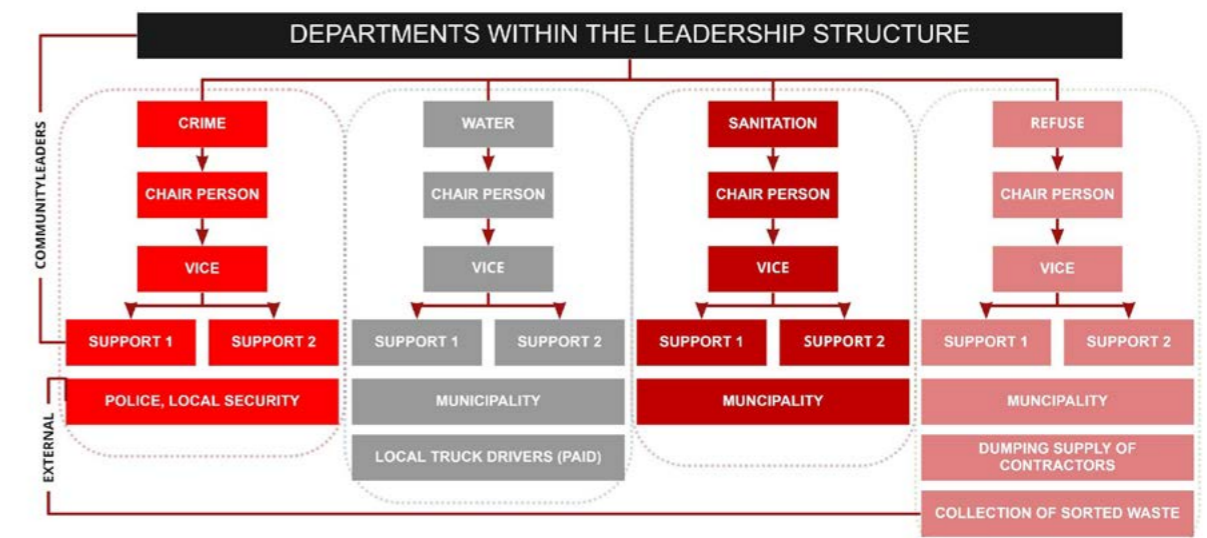 DEPARTMENTS WITHIN THE LEADERSHIP STRUCTURE
COMMUNITYLEADERS
CRIME
WATER
SANITATION
REFUSE
CHAIR PERSON
CHAIR PERSON
CHAIR PERSON
CHAIR PERSON
VICE
VICE
VICE
VICE
SUPPORT 1
SUPPORT 2
SUPPORT 1
SUPPORT 2
SUPPORT 1
SUPPORT 2
SUPPORT 1
SUPPORT 2
EXTERNAL
POLICE, LOCAL SECURITY
MUNICIPALITY
MUNCIPALITY
MUNCIPALITY
LOCAL TRUCK DRIVERS (PAID)
DUMPING SUPPLY OF
CONTRACTORS
COLLECTION OF SORTED WASTE